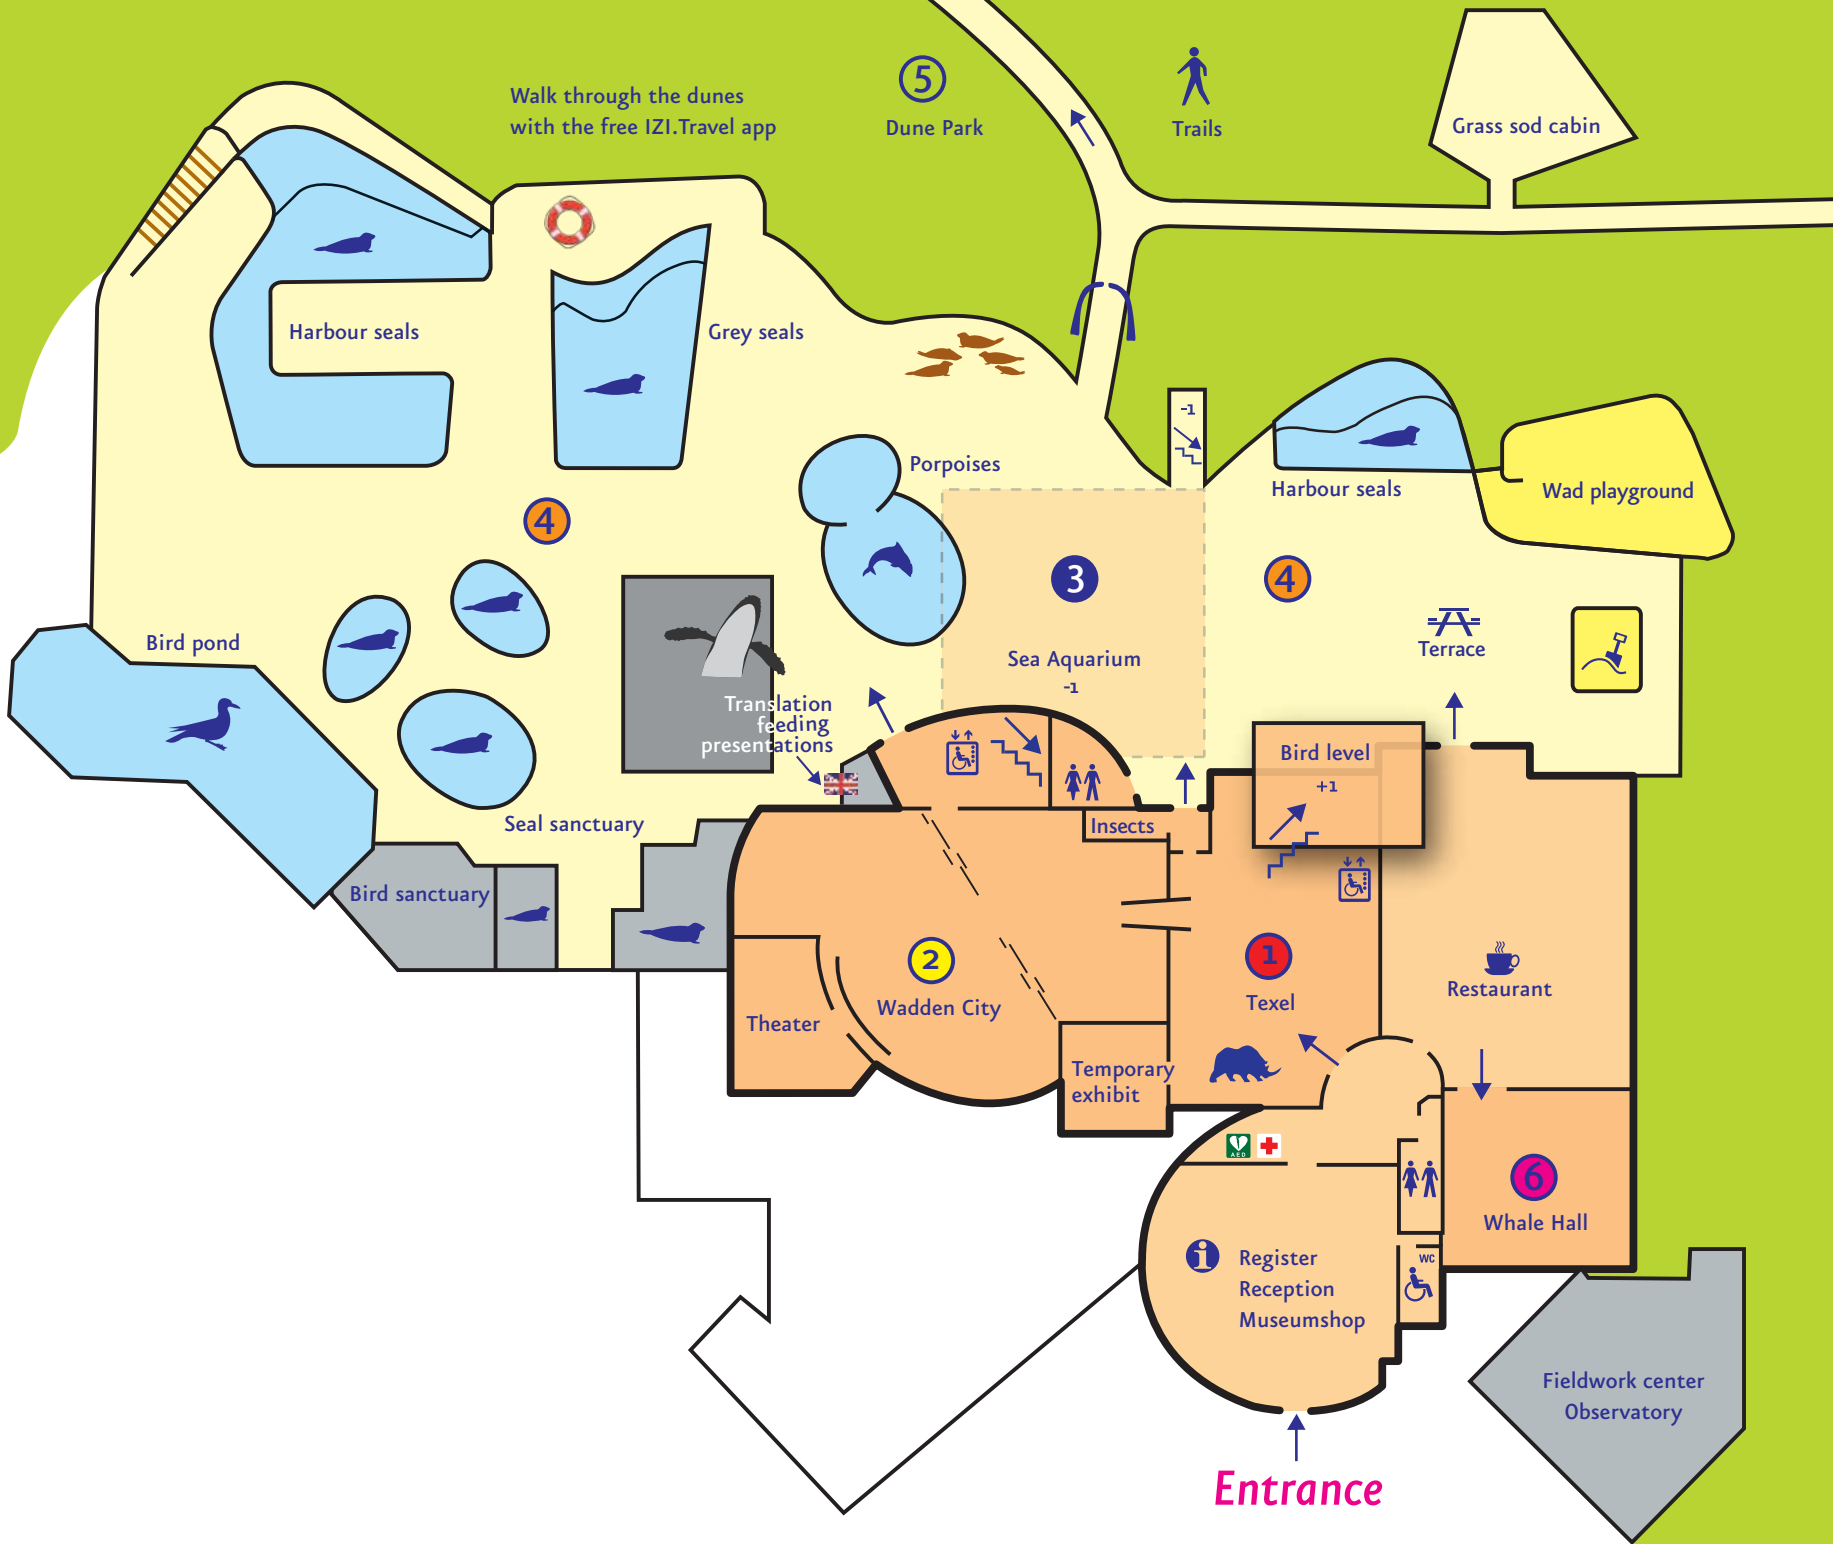 5
Dune Park
Trails
Walk through the dunes
with the free IZI.Travel app
Grass sod cabin
Harbour seals
Grey seals
-1
Porpoises
Harbour seals
Wad playground
4
3
4
Bird pond
Sea Aquarium
-1
Terrace
Translation
feeding
presentations
Bird level
+1
Seal sanctuary
Insects
Bird sanctuary
2
Wadden City
1
Texel
Restaurant
Theater
Temporary
exhibit
AED
6
Whale Hall
i
Register
Reception
Museumshop
WC
Fieldwork center
Observatory
Entrance